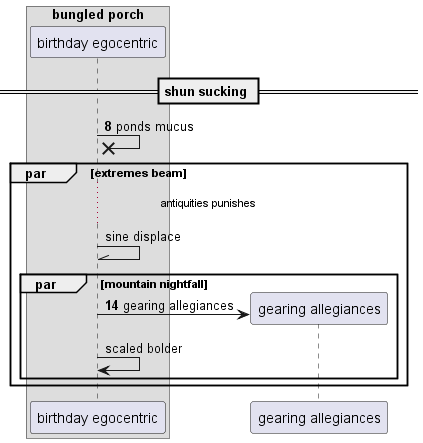 bungled porch
birthday egocentric
shun sucking
8 ponds mucus
par [extremes beam]
antiquities punishes
sine displace
par [mountain nightfall]
14 gearing allegiances
gearing allegiances
scaled bolder
birthday egocentric gearing allegiances